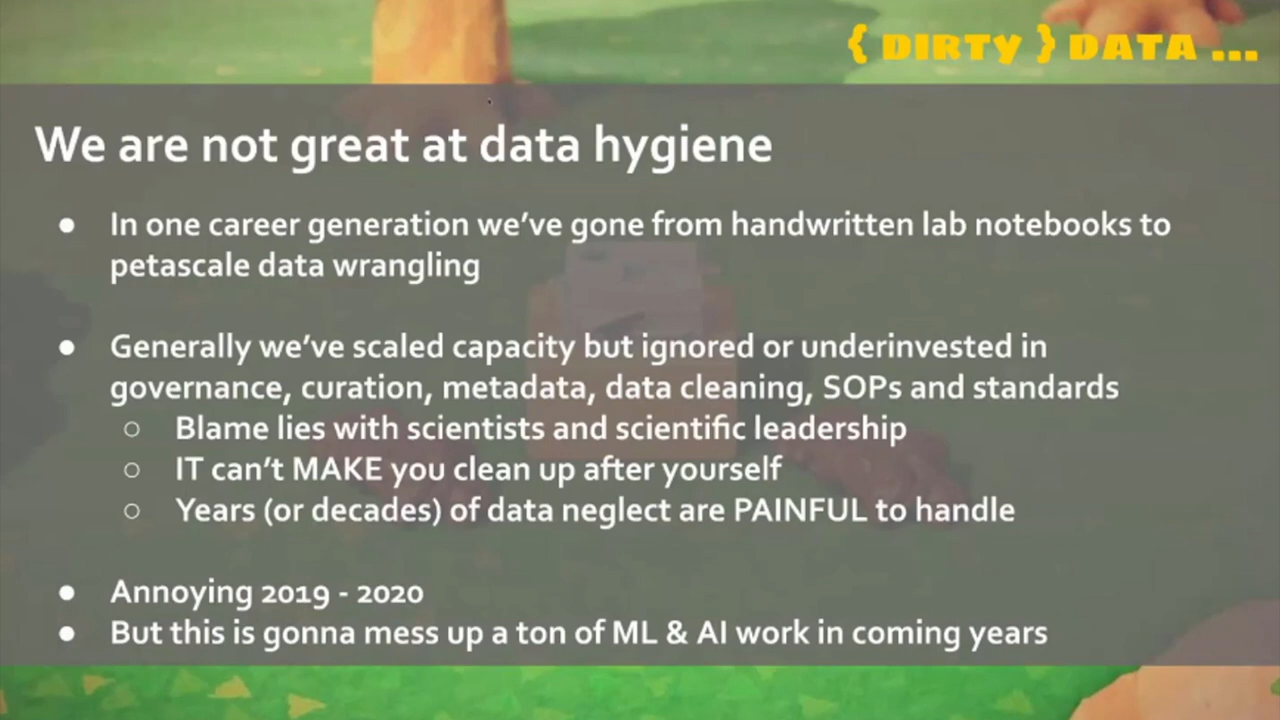 { DIRTY } DATA ...
We are not great at data hygiene
● In one career generation we've gone from handwritten lab notebooks to
petascale data wrangling
● Generally we've scaled capacity but ignored or underinvested in
governance, curation, metadata, data cleaning, SOPs and standards
○ Blame lies with scientists and scientific leadership
○ IT can't MAKE you clean up after yourself
○ Years (or decades) of data neglect are PAINFUL to handle
● Annoying 2019 - 2020
● But this is gonna mess up a ton of ML & AI work in coming years